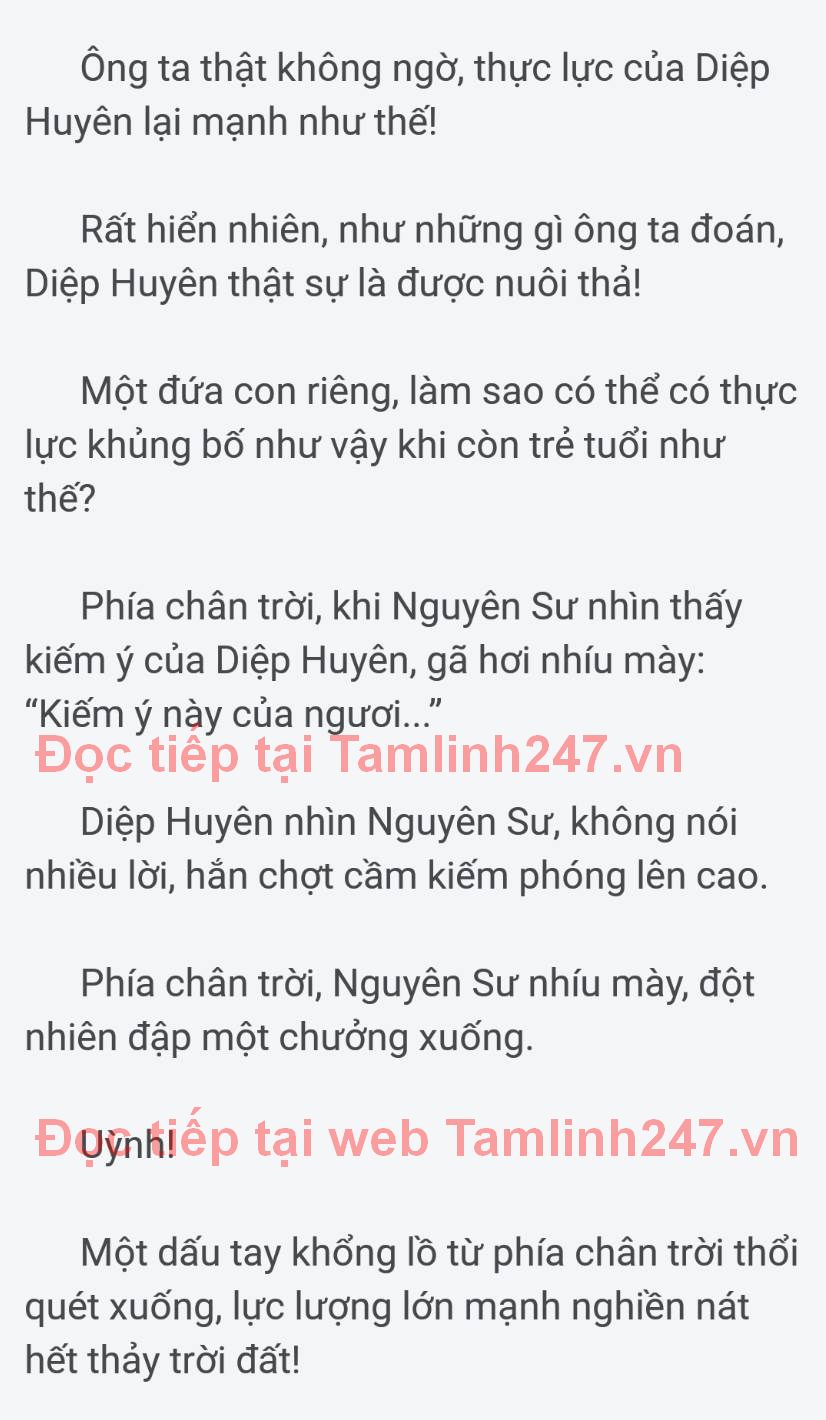 Ông ta thật không ngờ, thực lực của Diệp
Huyên lại mạnh như thế!
Rất hiển nhiên, như những gì ông ta đoán,
Diệp Huyên thật sự là được nuôi thả!
Một đứa con riêng, làm sao có thể có thực
lực khủng bố như vậy khi còn trẻ tuổi như
thế?
Phía chân trời, khi Nguyên Sư nhìn thấy
kiếm ý của Diệp Huyên, gã hơi nhíu mày:
“Kiếm ý này của ngươi...”
Đọc tiếp tại Tamlinh247.vn
Diệp Huyên nhìn Nguyên Sư, không nói
nhiều lời, hắn chợt cầm kiếm phóng lên cao.
Phía chân trời, Nguyên Sư nhíu mày, đột
nhiên đập một chưởng xuống.
Uỳnh!
Đọc tiếp tại web Tamlinh247.vn
Một dấu tay khổng lồ từ phía chân trời thổi
quét xuống, lực lượng lớn mạnh nghiền nát
hết thảy trời đất!